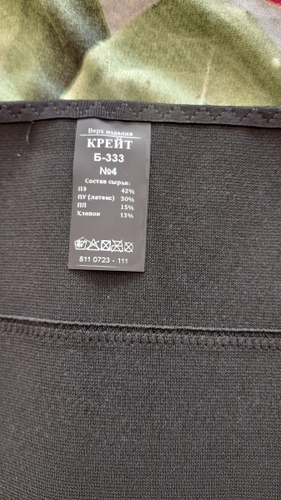 Верх изделия
КРЕЙТ
Б-333
№4
Состав сырья:
ПЭ 42%
ПУ (латекс) 30%
ПП 15%
Хлопок 13%
811 0723 - 111